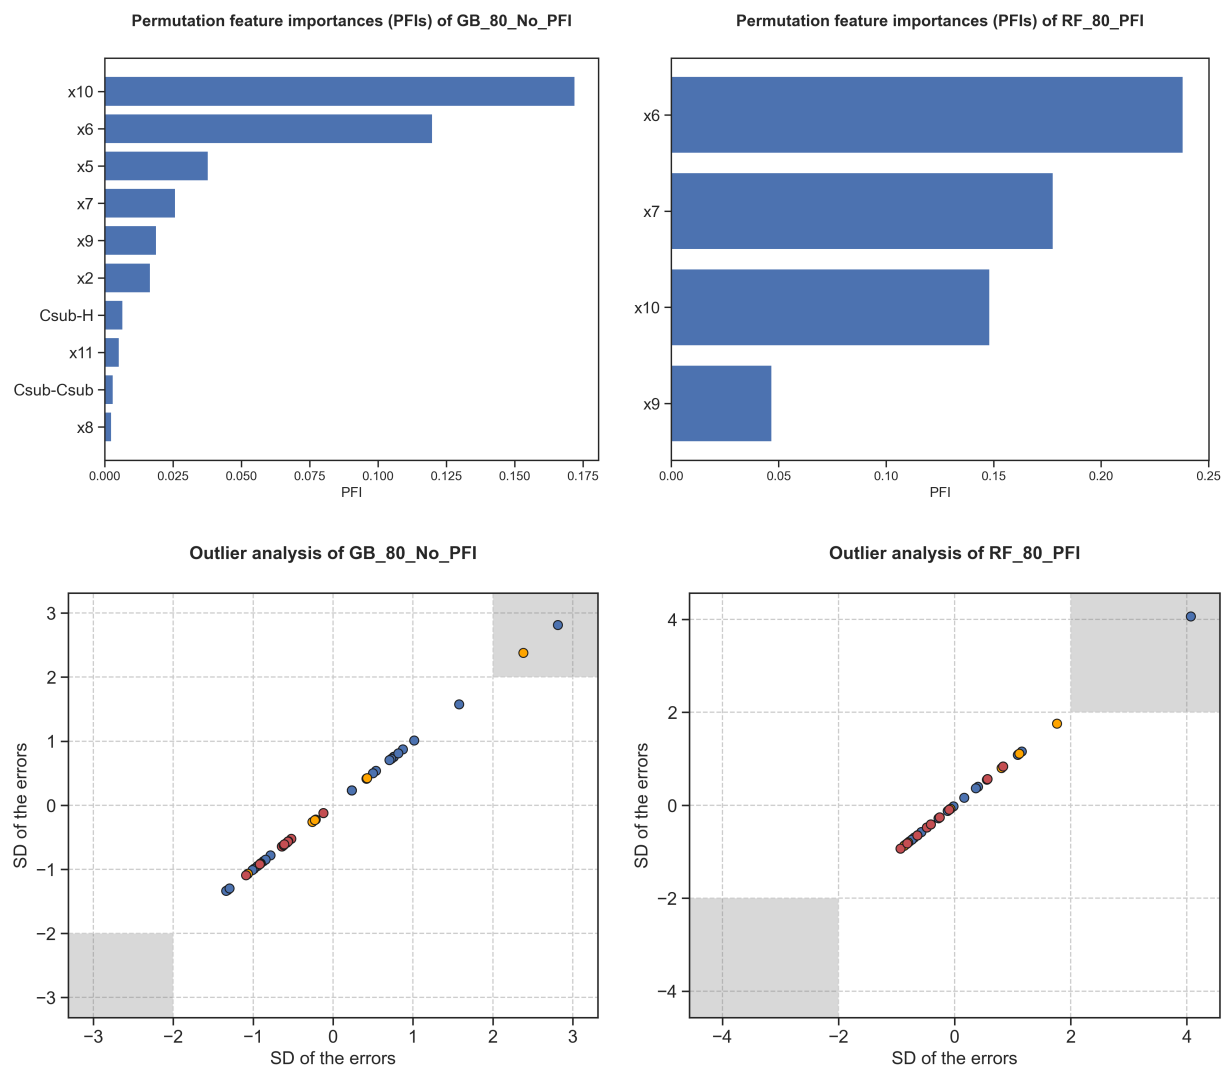 Permutation feature importances (PFIs) of GB_80_No_PFI
x10
x6
x5
x7
x9
x2
Csub-H
x11
Csub-Csub
x8
0.000 0.025 0.050 0.075 0.100 0.125 0.150 0.175
PFI
Permutation feature importances (PFIs) of RF_80_PFI
x6
x7
x10
x9
0.00 0.05 0.10 0.15 0.20 0.25
PFI
Outlier analysis of GB_80_No_PFI
SD of the errors
3
2
1
0
−1
−2
−3
−3 −2 −1 0 1 2 3
SD of the errors
Outlier analysis of RF_80_PFI
SD of the errors
4
2
0
−2
−4
−4 −2 0 2 4
SD of the errors